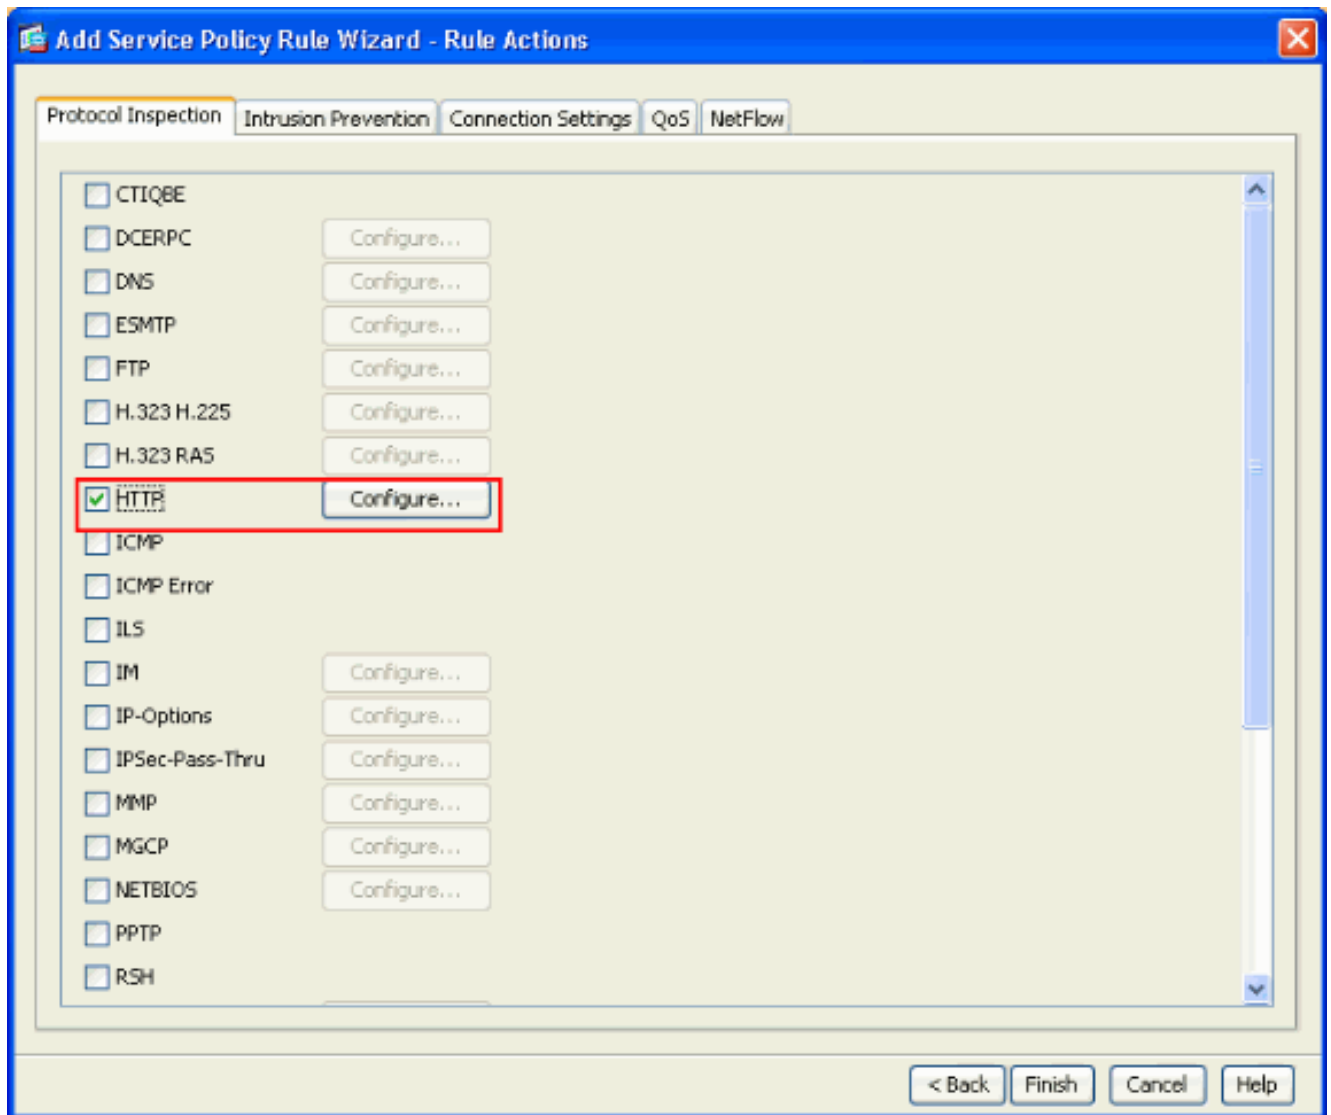 Add Service Policy Rule Wizard - Rule Actions
Protocol Inspection Intrusion Prevention Connection Settings QoS NetFlow
CTIQBE
DCERPC Configure...
DNS Configure...
ESMTP Configure...
FTP Configure...
H.323 H.225 Configure...
H.323 RAS Configure...
HTTP Configure...
ICMP
ICMP Error
ILS
IM Configure...
IP-Options Configure...
IPSec-Pass-Thru Configure...
MMP Configure...
MGCP Configure...
NETBIOS Configure...
PPTP
RSH
< Back Finish Cancel Help